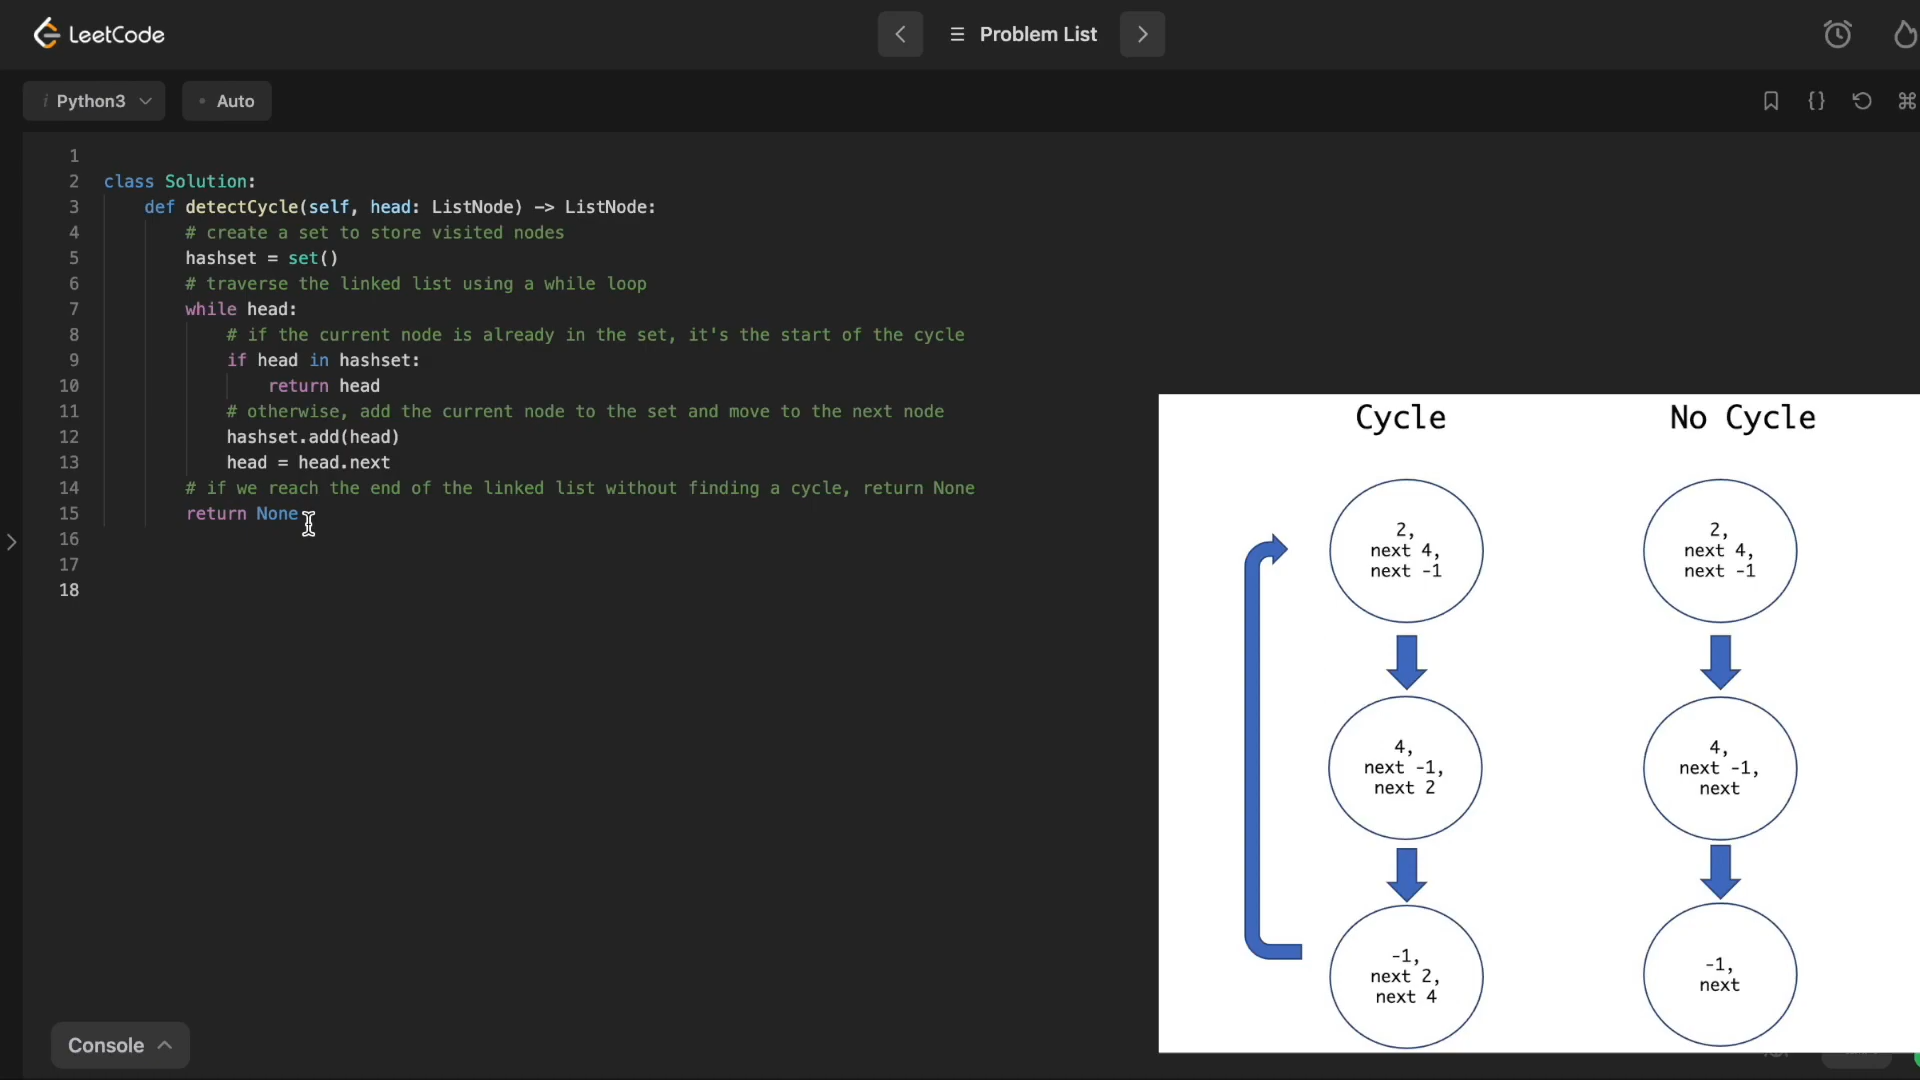 LeetCode
Problem List
i Python3
• Auto
{}
⌘
1
2 class Solution:
3 def detectCycle(self, head: ListNode) -> ListNode:
4 # create a set to store visited nodes
5 hashset = set()
6 # traverse the linked list using a while loop
7 while head:
8 # if the current node is already in the set, it's the start of the cycle
9 if head in hashset:
10 return head
11 # otherwise, add the current node to the set and move to the next node
12 hashset.add(head)
13 head = head.next
14 # if we reach the end of the linked list without finding a cycle, return None
15 return None
16
17
18
Cycle
2,
next 4,
next -1
4,
next -1,
next 2
-1,
next 2,
next 4
No Cycle
2,
next 4,
next -1
4,
next -1,
next
-1,
next
Console